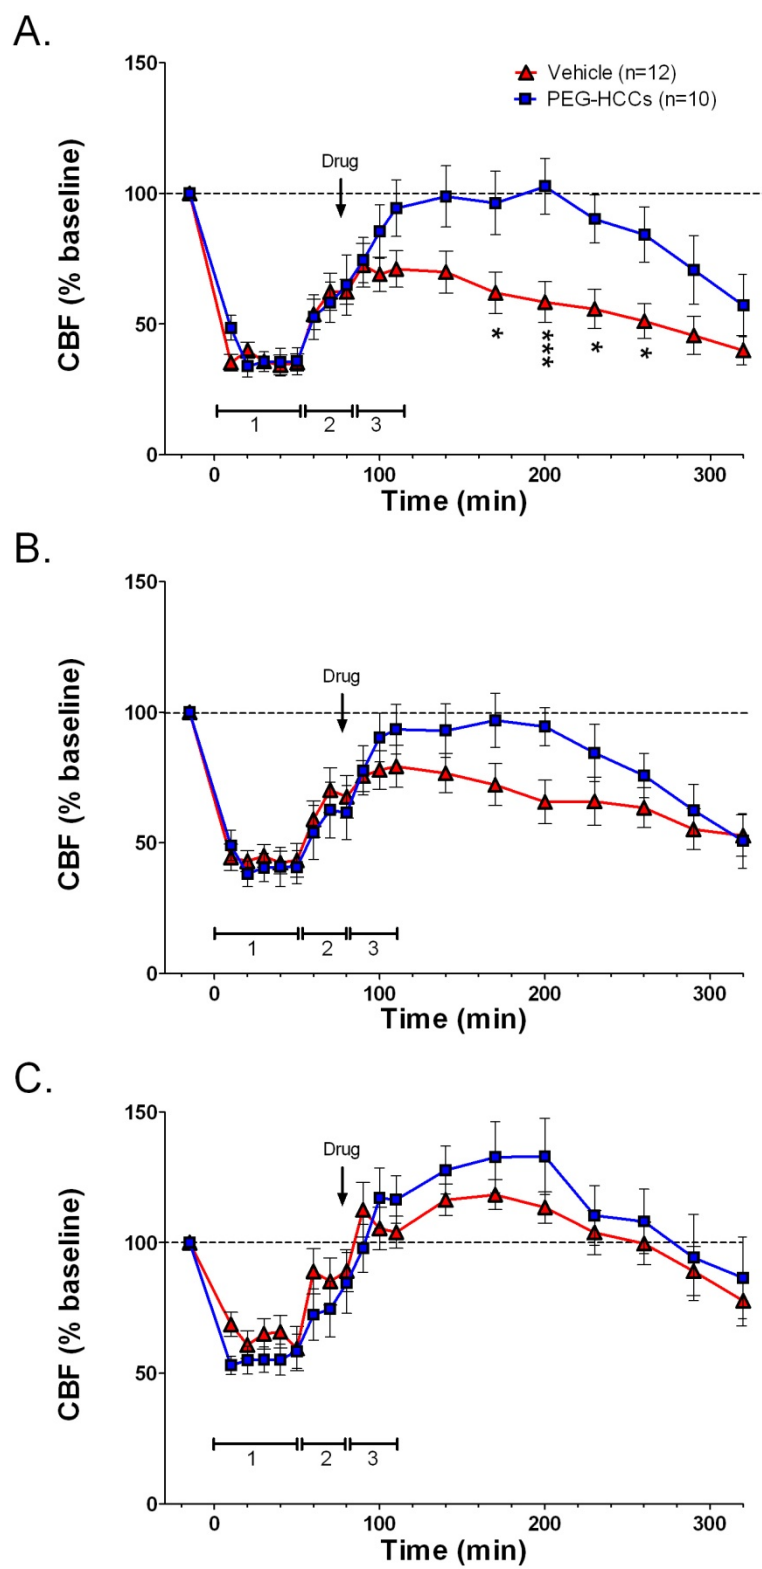 A.
150
100
50
0
CBF (% baseline)
Vehicle (n=12)
PEG-HCCs (n=10)
Drug
*
***
*
*
1
2
3
0
100
200
300
Time (min)
B.
150
100
50
0
CBF (% baseline)
Drug
1
2
3
0
100
200
300
Time (min)
C.
150
100
50
0
CBF (% baseline)
Drug
1
2
3
0
100
200
300
Time (min)